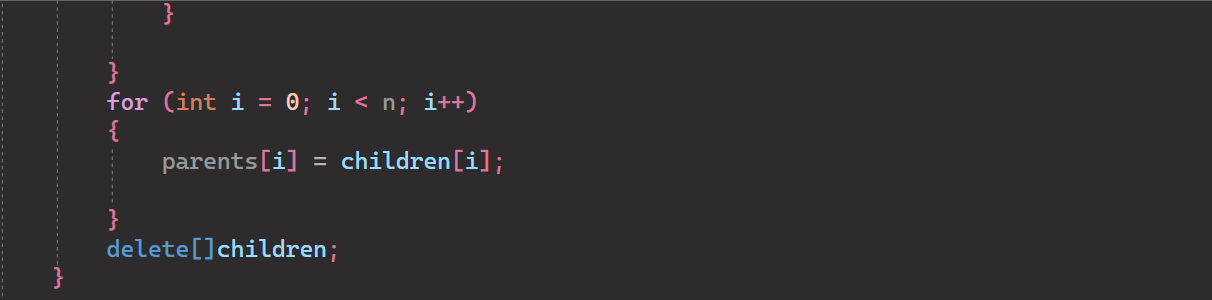 }
}
for (int i = 0; i < n; i++)
{
parents[i] = children[i];
}
delete[]children;
}